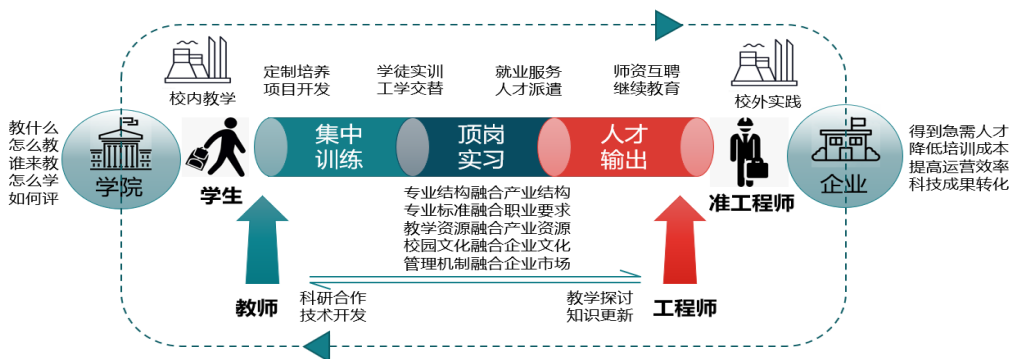 定制培养
项目开发
学徒实训
工学交替
就业服务
人才派遣
师资互聘
继续教育
校内教学
校外实践
教什么
怎么教
谁来教
怎么学
如何评
学院
学生
集中
训练
顶岗
实习
人才
输出
准工程师
企业
得到急需人才
降低培训成本
提高运营效率
科技成果转化
专业结构融合产业结构
专业标准融合职业要求
教学资源融合产业资源
校园文化融合企业文化
管理机制融合企业市场
教师
科研合作
技术开发
教学探讨
知识更新
工程师